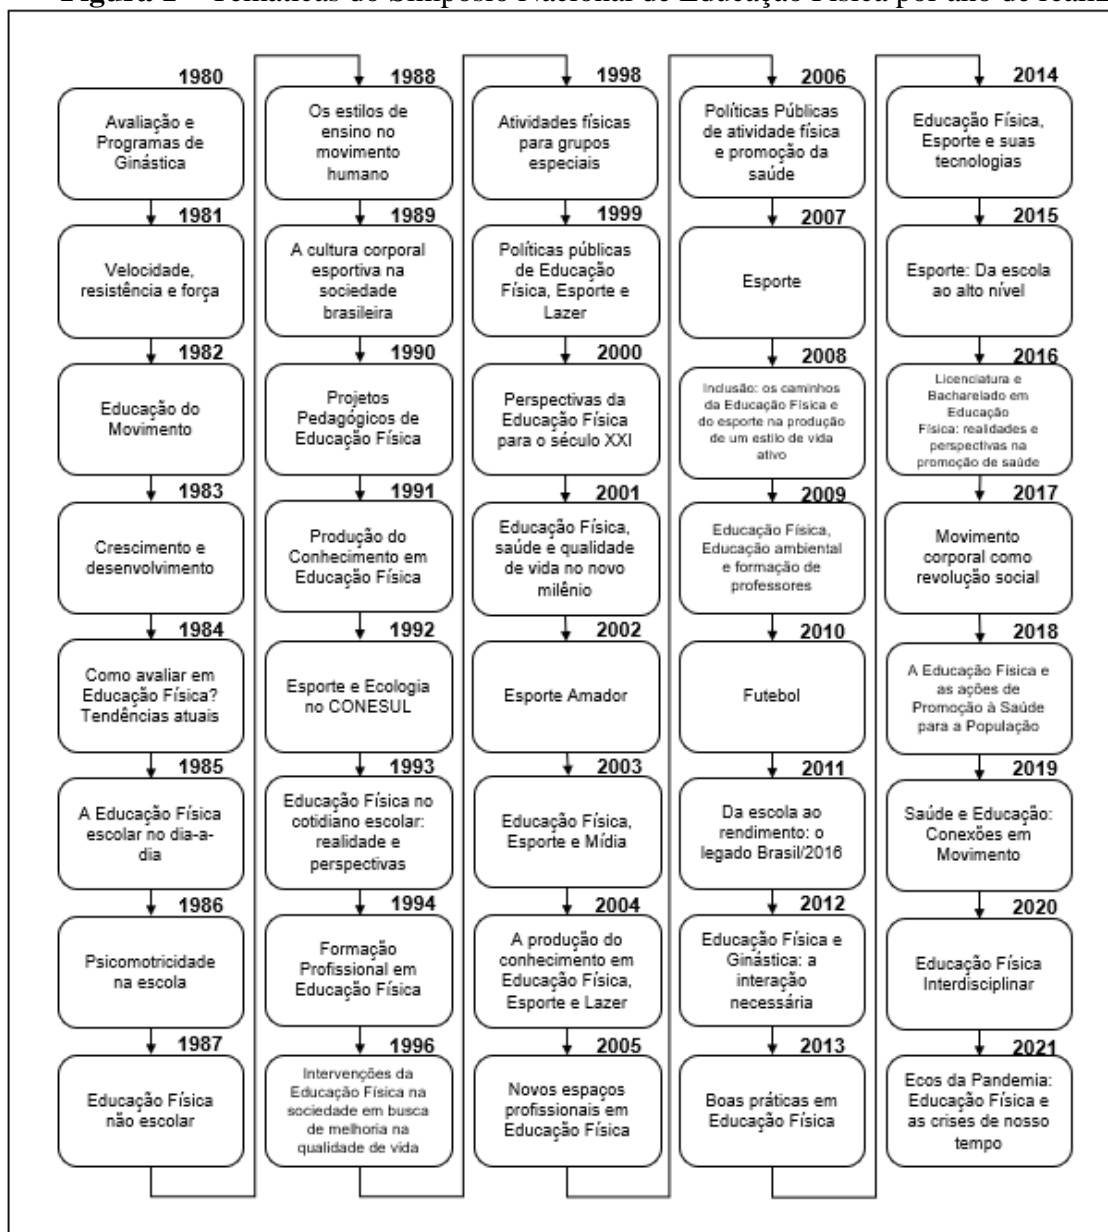 Figura 1 – Temáticas do Simpósio Nacional de Educação Física por ano de
1980
Avaliação e
Programas de
Ginástica
1981
Velocidade,
resistência e força
1982
Educação do
Movimento
1983
Crescimento e
desenvolvimento
1984
Como avaliar em
Educação Física?
Tendências atuais
1985
A Educação Física
escolar no dia-a-
dia
1986
Psicomotricidade
na escola
1987
Educação Física
não escolar
1988
Os estilos de
ensino no
movimento
humano
1989
A cultura corporal
esportiva na
sociedade
brasileira
1990
Projetos
Pedagógicos de
Educação Física
1991
Produção do
Conhecimento em
Educação Física
1992
Esporte e Ecologia
no CONESUL
1993
Educação Física no
cotidiano escolar:
realidade e
perspectivas
1994
Formação
Profissional em
Educação Física
1996
Intervenções da
Educação Física na
sociedade em busca
de melhoria na
qualidade de vida
1998
Atividades físicas
para grupos
especiais
1999
Políticas públicas
de Educação
Física, Esporte e
Lazer
2000
Perspectivas da
Educação Física
para o século XXI
2001
Educação Física,
saúde e qualidade
de vida no novo
milênio
2002
Esporte Amador
2003
Educação Física,
Esporte e Mídia
2004
A produção do
conhecimento em
Educação Física,
Esporte e Lazer
2005
Novos espaços
profissionais em
Educação Física
2006
Políticas Públicas
de atividade física
e promoção da
saúde
2007
Esporte
2008
Inclusão: os caminhos
da Educação Física e
do esporte na produção
de um estilo de vida
ativo
2009
Educação Física,
Educação ambiental
e formação de
professores
2010
Futebol
2011
Da escola ao
rendimento: o
legado Brasil/2016
2012
Educação Física e
Ginástica: a
interação
necessária
2013
Boas práticas em
Educação Física
2014
Educação Física,
Esporte e suas
tecnologias
2015
Esporte: Da escola
ao alto nível
2016
Licenciatura e
Bacharelado em
Educação
Física: realidades e
perspectivas na
promoção de saúde
2017
Movimento
corporal como
revolução social
2018
A Educação Física e
as ações de
Promoção à Saúde
para a População
2019
Saúde e Educação:
Conexões em
Movimento
2020
Educação Física
Interdisciplinar
2021
Ecos da Pandemia:
Educação Física e
as crises de nosso
tempo